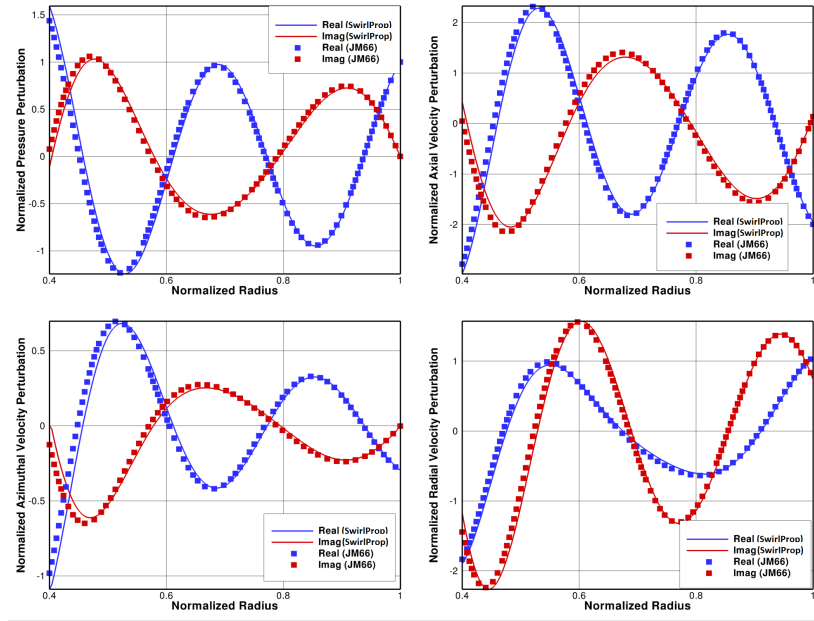 Normalized Pressure Perturbation
1.5
1
0.5
0
-0.5
-1
0.4
0.6
0.8
1
Normalized Radius
Real (SwirlProp)
Imag (SwirlProp)
Real (JM66)
Imag (JM66)
Normalized Axial Velocity Perturbation
2
1
0
-1
-2
0.4
0.6
0.8
1
Normalized Radius
Real (SwirlProp)
Imag(SwirlProp)
Real (JM66)
Imag (JM66)
Normalized Azimuthal Velocity Perturbation
0.5
0
-0.5
-1
0.4
0.6
0.8
1
Normalized Radius
Real (SwirlProp)
Imag(SwirlProp)
Real (JM66)
Imag (JM66)
Normalized Radial Velocity Perturbation
1
0
-1
-2
0.4
0.6
0.8
1
Normalized Radius
Real (SwirlProp)
Imag(SwirlProp)
Real (JM66)
Imag (JM66)